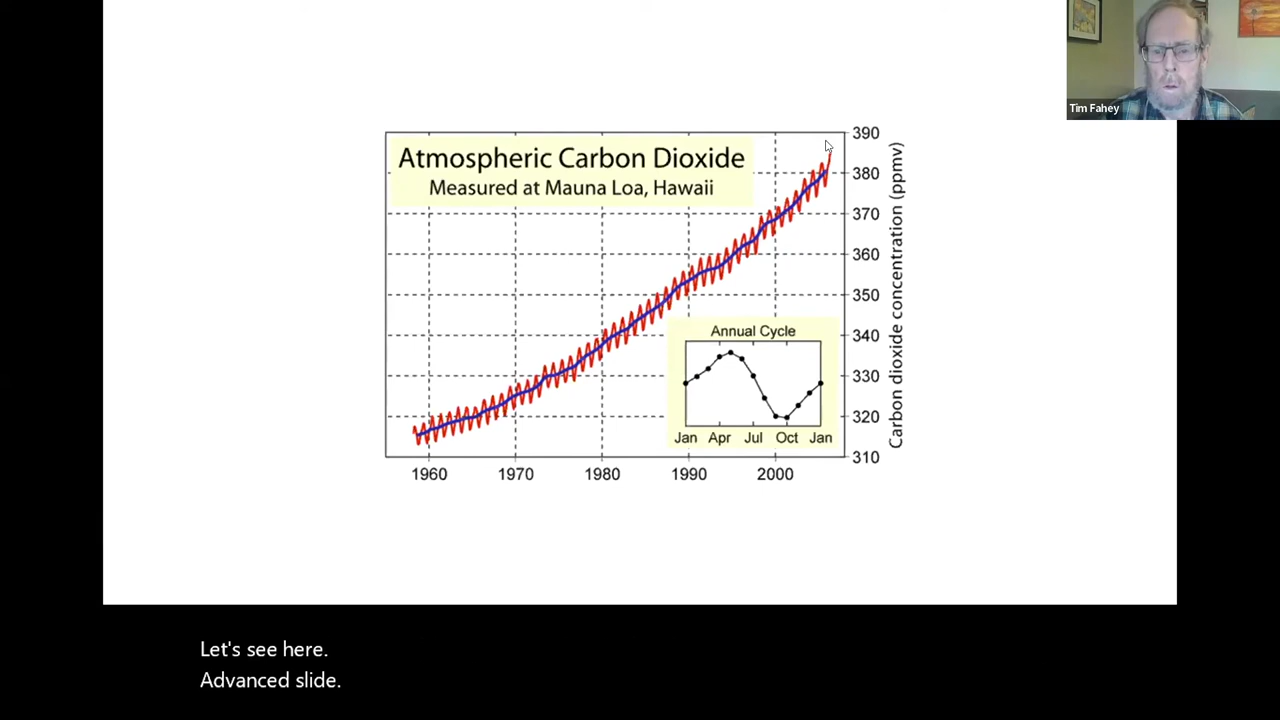 Tim Fahey
Atmospheric Carbon Dioxide
Measured at Mauna Loa, Hawaii
390
380
370
360
350
340
330
320
310
Carbon dioxide concentration (ppmv)
Annual Cycle
Jan Apr Jul Oct Jan
1960 1970 1980 1990 2000
Let's see here.
Advanced slide.